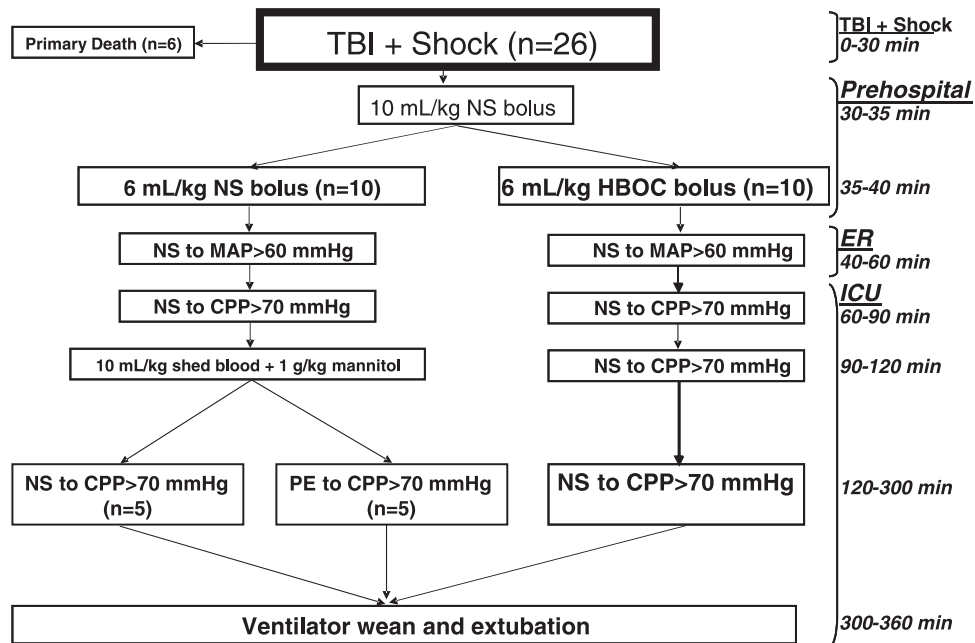 Primary Death (n=6)
TBI + Shock (n=26)
TBI + Shock
0-30 min
10 mL/kg NS bolus
Prehospital
30-35 min
6 mL/kg NS bolus (n=10)
6 mL/kg HBOC bolus (n=10)
35-40 min
NS to MAP>60 mmHg
NS to MAP>60 mmHg
ER
40-60 min
NS to CPP>70 mmHg
NS to CPP>70 mmHg
ICU
60-90 min
10 mL/kg shed blood + 1 g/kg mannitol
NS to CPP>70 mmHg
90-120 min
NS to CPP>70 mmHg
(n=5)
PE to CPP>70 mmHg
(n=5)
NS to CPP>70 mmHg
120-300 min
Ventilator wean and extubation
300-360 min